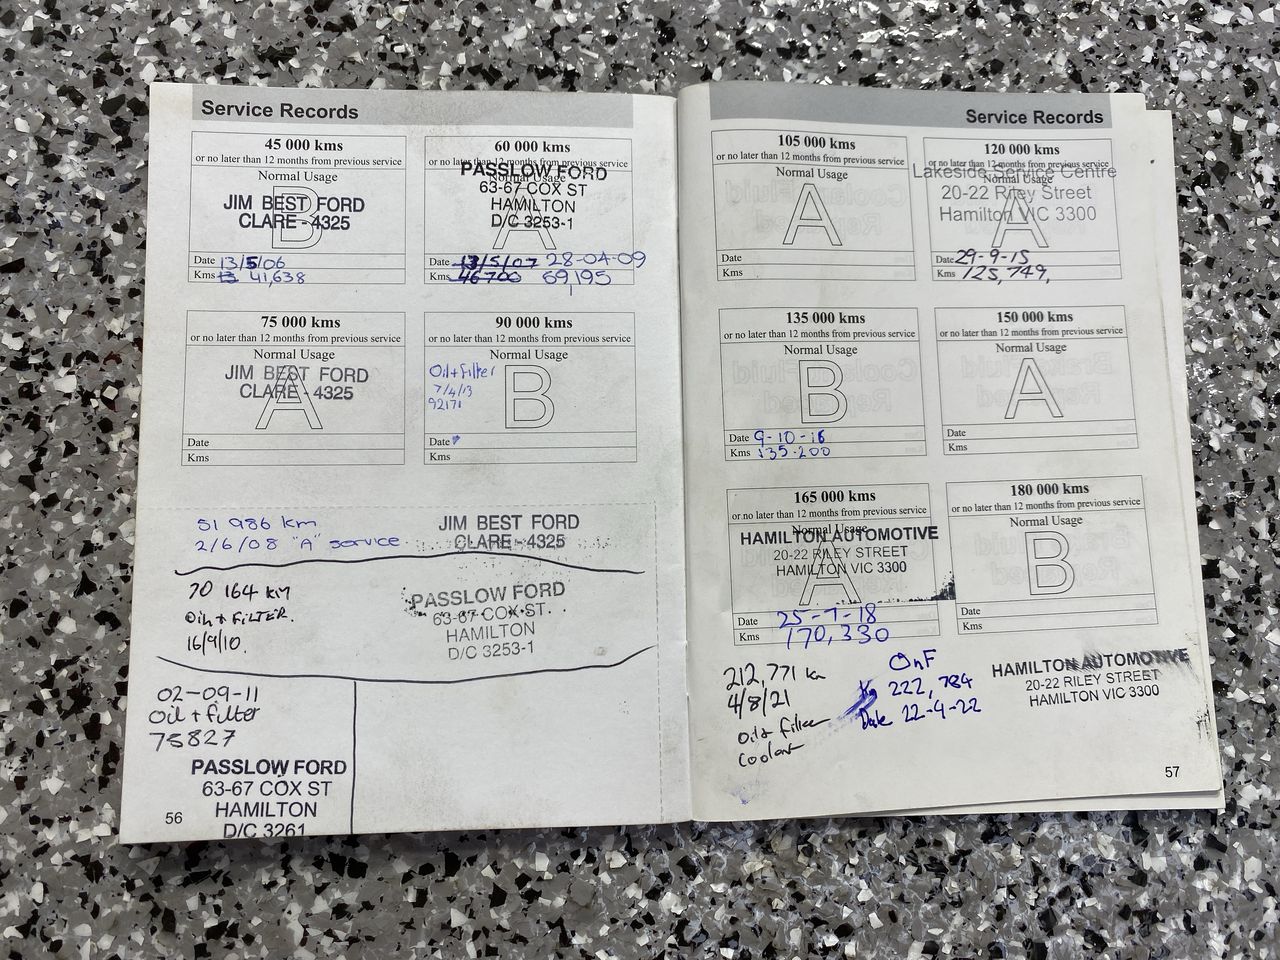 Service Records
45 000 kms
or no later than 12 months from previous service
Normal Usage
B
JIM BEST FORD
CLARE - 4325
Date 13/5/06
Kms 41,638
60 000 kms
or no later than 12 months from previous service
Normal Usage
A
PASSLOW FORD
63-67 COX ST
HAMILTON
D/C 3253-1
Date 13/5/07 28-04-09
Kms 46700 69,195
75 000 kms
or no later than 12 months from previous service
Normal Usage
A
JIM BEST FORD
CLARE - 4325
Date
Kms
90 000 kms
or no later than 12 months from previous service
Normal Usage
B
Oil + filter
7/4/13
92171
Date
Kms
51 986 km
2/6/08 "A" service
JIM BEST FORD
CLARE - 4325
70 164 km
Oil + FILTER.
16/9/10.
PASSLOW FORD
63-67 COX ST.
HAMILTON
D/C 3253-1
02-09-11
Oil + filter
75827
PASSLOW FORD
63-67 COX ST
HAMILTON
D/C 3261
56
Service Records
105 000 kms
or no later than 12 months from previous service
Normal Usage
A
Date
Kms
120 000 kms
or no later than 12 months from previous service
Normal Usage
A
Lakeside Service Centre
20-22 Riley Street
Hamilton VIC 3300
Date 29-9-15
Kms 125,749,
135 000 kms
or no later than 12 months from previous service
Normal Usage
B
Date 9-10-16
Kms 135-200
150 000 kms
or no later than 12 months from previous service
Normal Usage
A
Date
Kms
165 000 kms
or no later than 12 months from previous service
Normal Usage
A
HAMILTON AUTOMOTIVE
20-22 RILEY STREET
HAMILTON VIC 3300
Date 25-7-18
Kms 170,330
180 000 kms
or no later than 12 months from previous service
Normal Usage
B
Date
Kms
212,771 km
4/8/21
oil + filter
coolant
OnF
222,784
Date 22-4-22
HAMILTON AUTOMOTIVE
20-22 RILEY STREET
HAMILTON VIC 3300
57